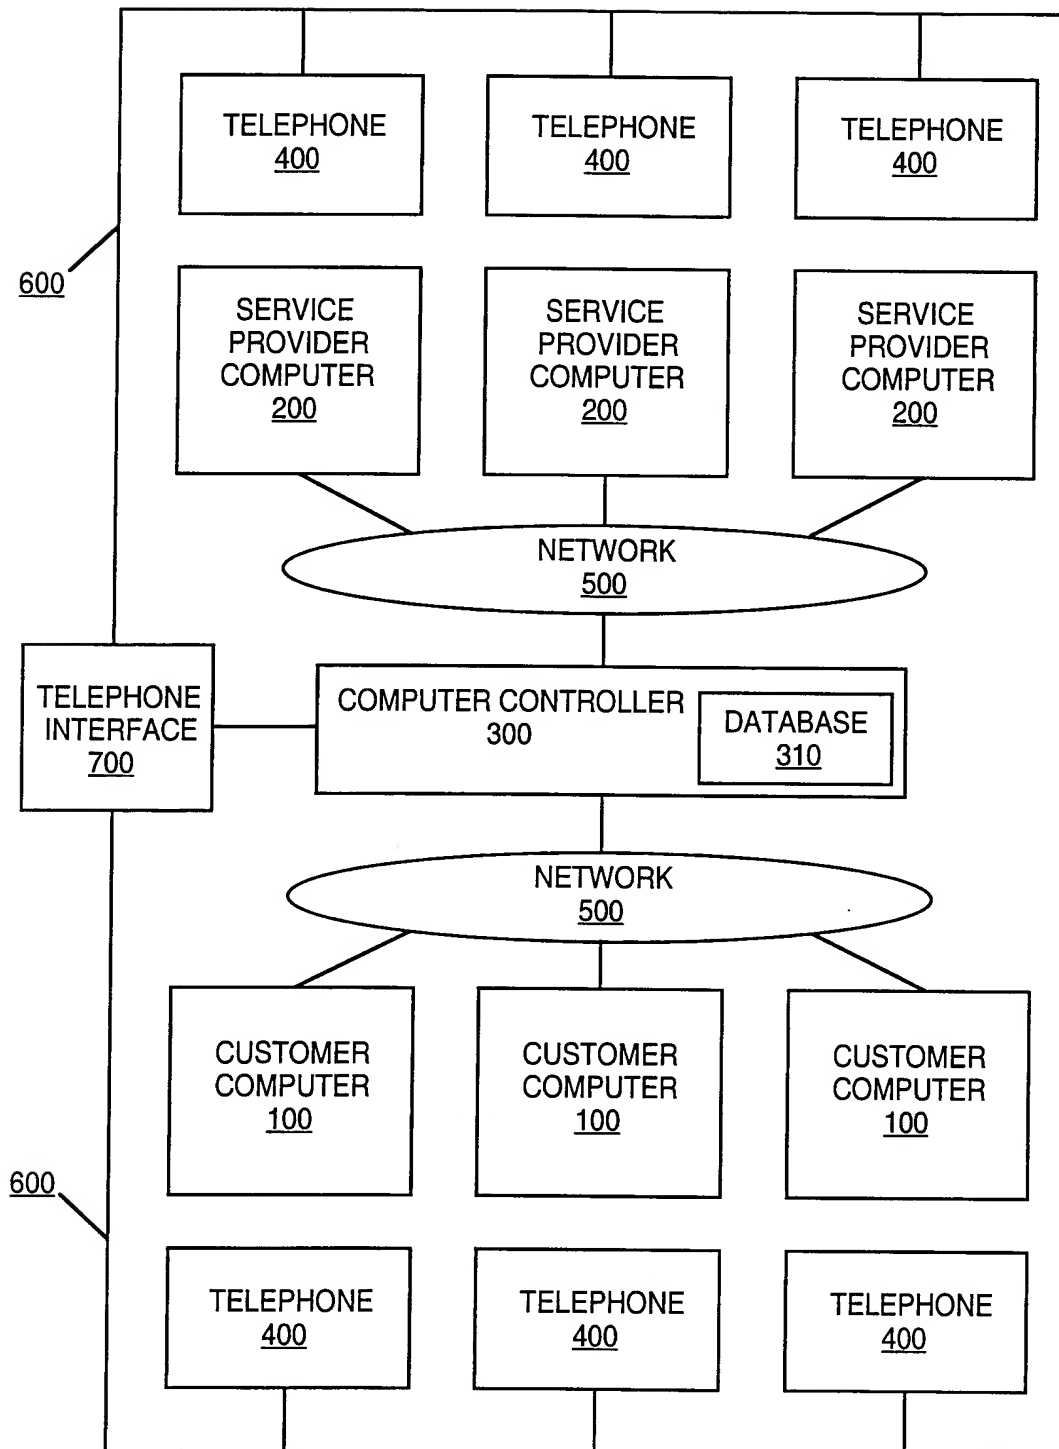 TELEPHONE
400
TELEPHONE
400
TELEPHONE
400
600
SERVICE
PROVIDER
COMPUTER
200
SERVICE
PROVIDER
COMPUTER
200
SERVICE
PROVIDER
COMPUTER
200
NETWORK
500
TELEPHONE
INTERFACE
700
COMPUTER CONTROLLER
300
DATABASE
310
NETWORK
500
CUSTOMER
COMPUTER
100
CUSTOMER
COMPUTER
100
CUSTOMER
COMPUTER
100
600
TELEPHONE
400
TELEPHONE
400
TELEPHONE
400